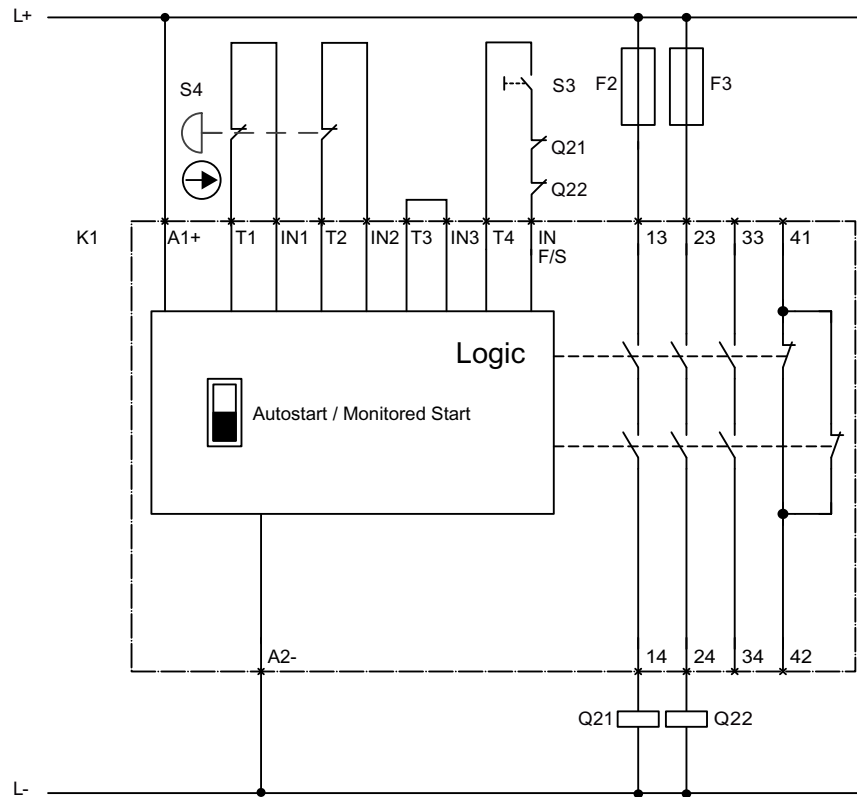 L+
S4
S3
F2
F3
Q21
Q22
K1
A1+
T1
IN1
T2
IN2
T3
IN3
T4
IN
F/S
13
23
33
41
Logic
Autostart / Monitored Start
A2-
14
24
34
42
Q21
Q22
L-